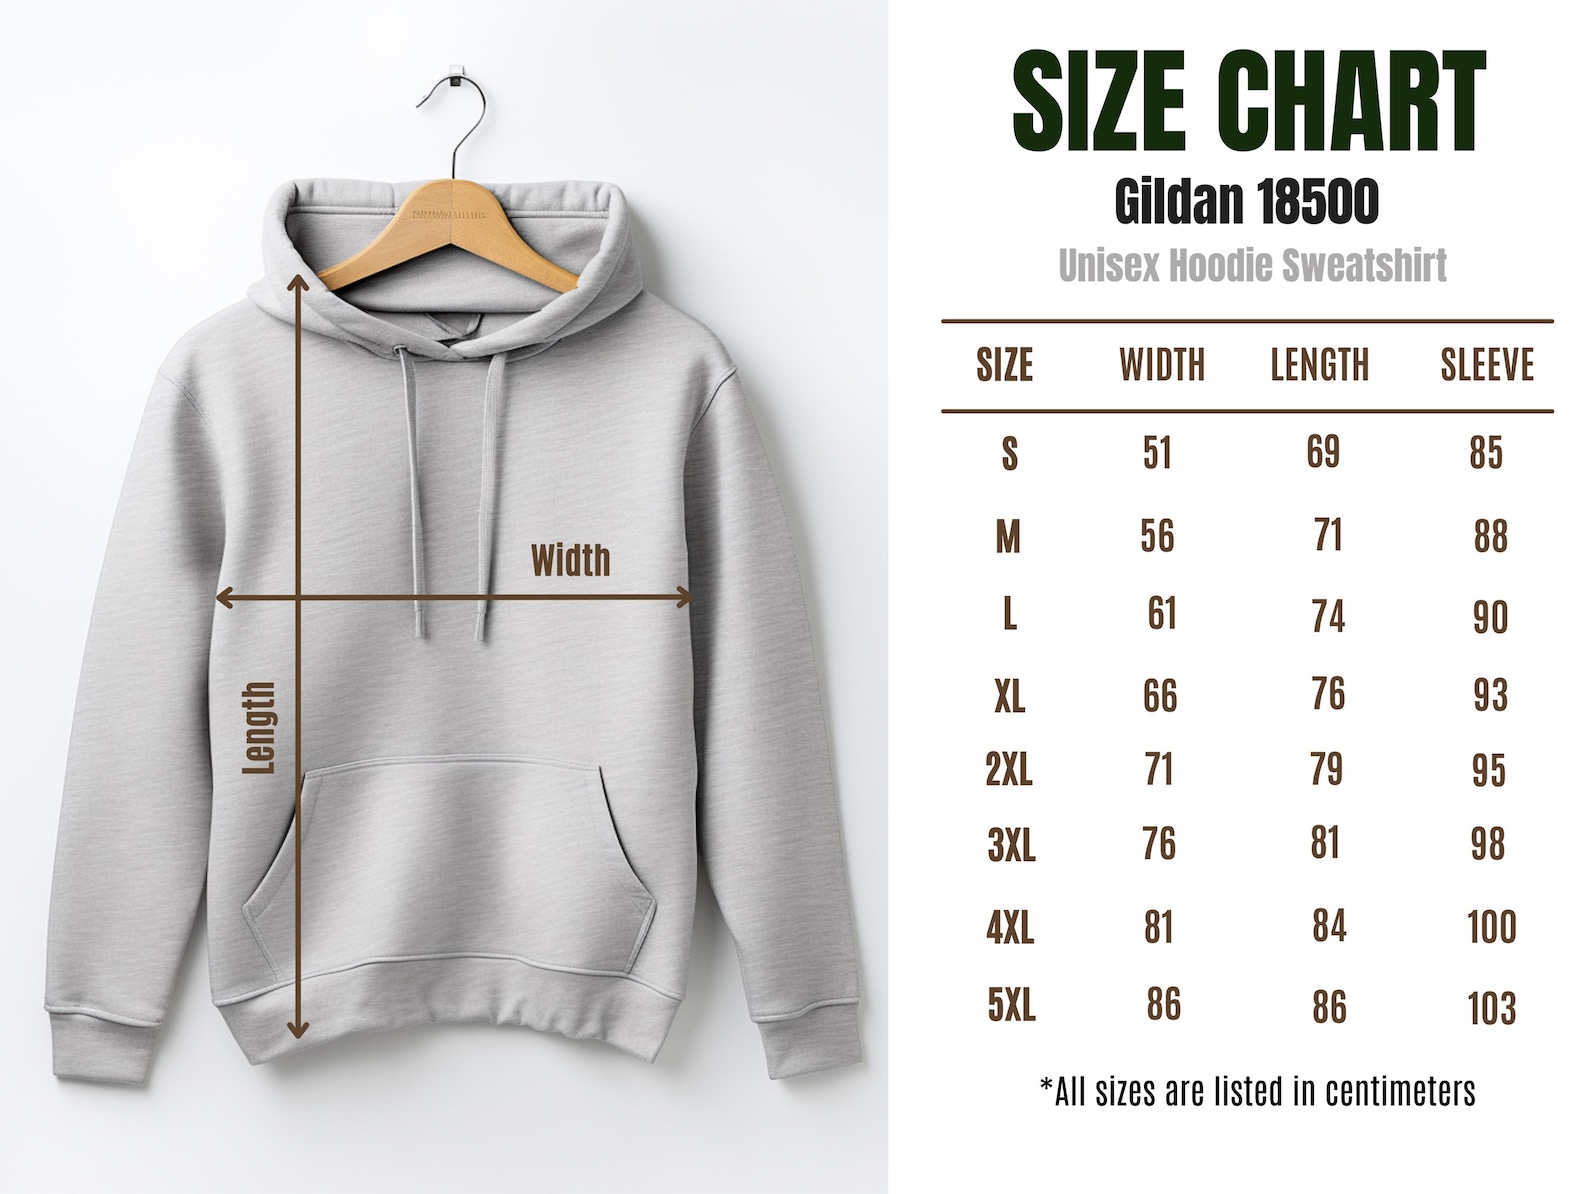 SIZE CHART
Gildan 18500
Unisex Hoodie Sweatshirt
SIZE WIDTH LENGTH SLEEVE
S 51 69 85
M 56 71 88
L 61 74 90
XL 66 76 93
2XL 71 79 95
3XL 76 81 98
4XL 81 84 100
5XL 86 86 103
*All sizes are listed in centimeters
Width
Length